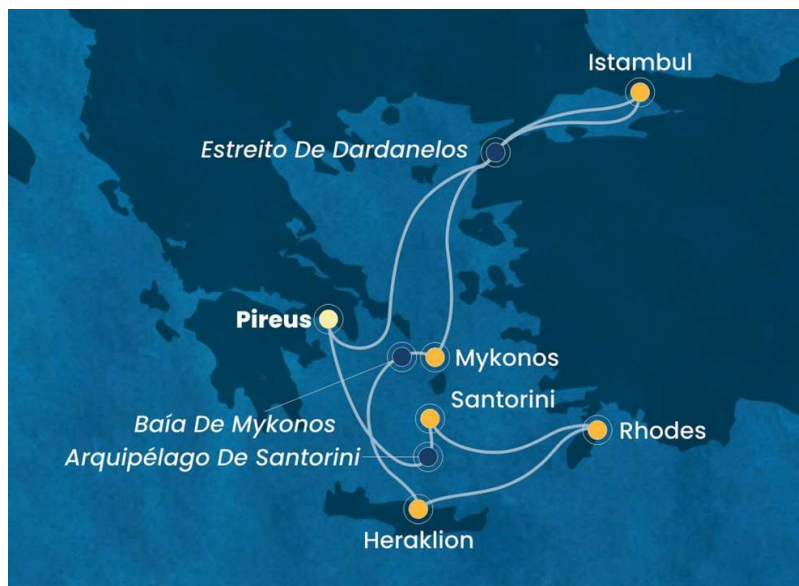 Istambul
Estreito De Dardanelos
Pireus
Mykonos
Santorini
Baía De Mykonos
Rhodes
Arquipélago De Santorini
Heraklion